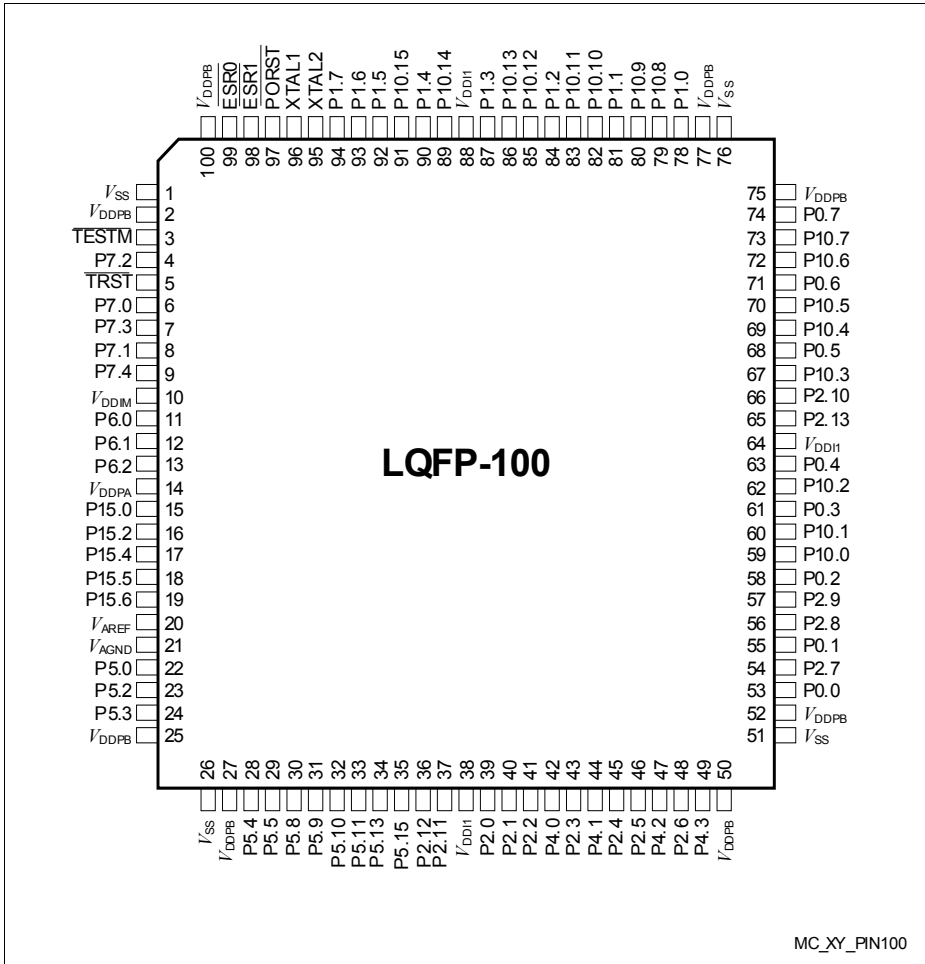 VDDPB ESR0 ESR1 PORST XTAL1 XTAL2 P1.7 P1.6 P1.5 P10.15 P1.4 P10.14 VDDI1 P1.3 P10.13 P10.12 P1.2 P10.11 P10.10 P1.1 P10.9 P10.8 P1.0 VDDPB VSS
100 99 98 97 96 95 94 93 92 91 90 89 88 87 86 85 84 83 82 81 80 79 78 77 76
VSS 1
VDDPB 2
TESTM 3
P7.2 4
TRST 5
P7.0 6
P7.3 7
P7.1 8
P7.4 9
VDDIM 10
P6.0 11
P6.1 12
P6.2 13
VDDPA 14
P15.0 15
P15.2 16
P15.4 17
P15.5 18
P15.6 19
VAREF 20
VAGND 21
P5.0 22
P5.2 23
P5.3 24
VDDPB 25
LQFP-100
75 VDDPB
74 P0.7
73 P10.7
72 P10.6
71 P0.6
70 P10.5
69 P10.4
68 P0.5
67 P10.3
66 P2.10
65 P2.13
64 VDDI1
63 P0.4
62 P10.2
61 P0.3
60 P10.1
59 P10.0
58 P0.2
57 P2.9
56 P2.8
55 P0.1
54 P2.7
53 P0.0
52 VDDPB
51 VSS
26 27 28 29 30 31 32 33 34 35 36 37 38 39 40 41 42 43 44 45 46 47 48 49 50
VSS VDDPB P5.4 P5.5 P5.8 P5.9 P5.10 P5.11 P5.13 P5.15 P2.12 P2.11 VDDI1 P2.0 P2.1 P2.2 P4.0 P2.3 P4.1 P2.4 P2.5 P4.2 P2.6 P4.3 VDDPB
MC_XY_PIN100